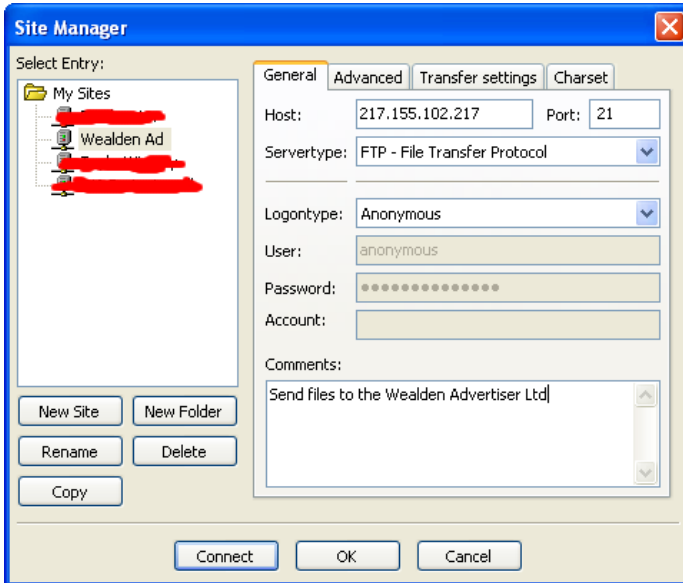 Site Manager
Select Entry:
My Sites
Wealden Ad
New Site New Folder
Rename Delete
Copy
General Advanced Transfer settings Charset
Host: 217.155.102.217 Port: 21
Servertype: FTP - File Transfer Protocol
Logontype: Anonymous
User: anonymous
Password: ●●●●●●●●●●●●●●
Account:
Comments:
Send files to the Wealden Advertiser Ltd
Connect OK Cancel